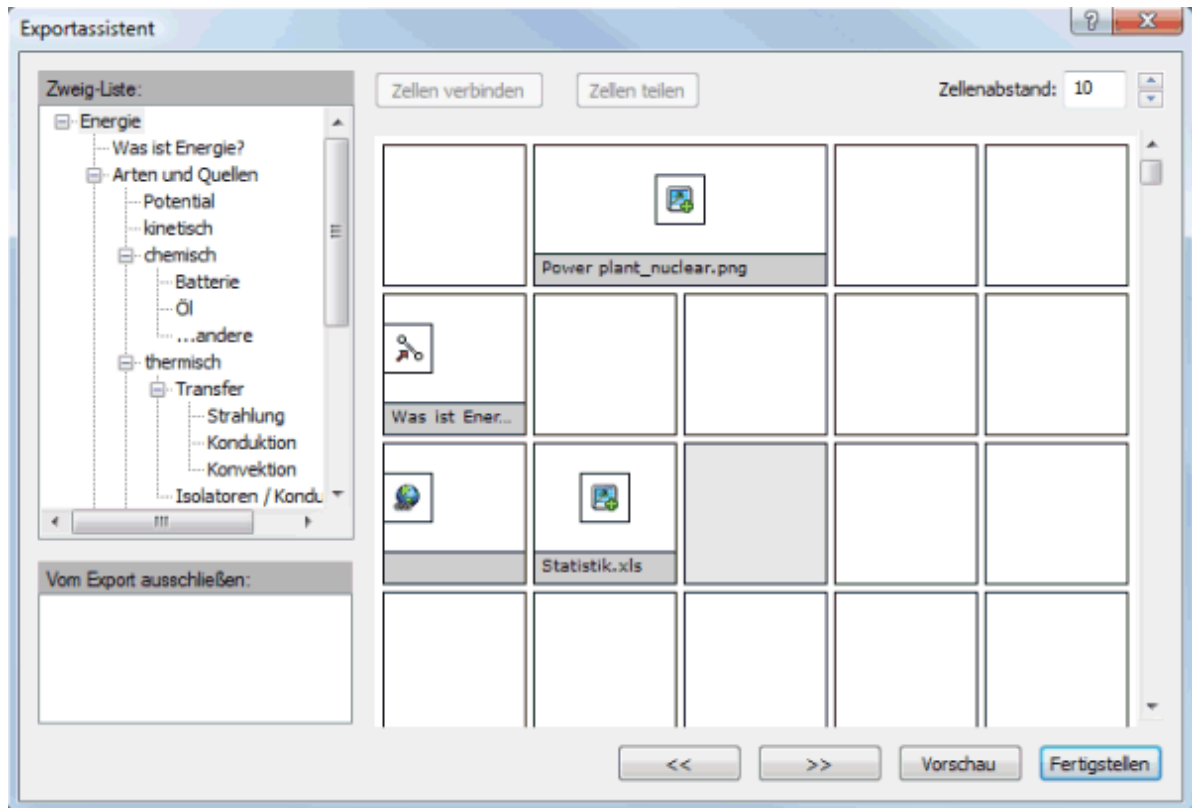 Exportassistent
Zweig-Liste:
Energie
Was ist Energie?
Arten und Quellen
Potential
kinetisch
chemisch
Batterie
Öl
...andere
thermisch
Transfer
Strahlung
Konduktion
Konvektion
Isolatoren / Kondu
Vom Export ausschließen:
Zellen verbinden
Zellen teilen
Zellenabstand: 10
Power plant_nuclear.png
Was ist Ener...
Statistik.xls
<<
>>
Vorschau
Fertigstellen